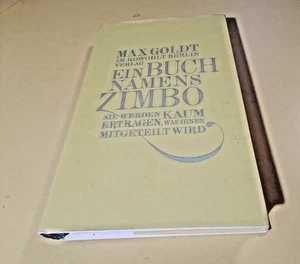 MAX GOLDT
IM ROWOHLT BERLIN
VERLAG
EIN BUCH
NAMENS
ZIMBO
SIE WERDEN KAUM
ERTRAGEN, WAS IHNEN
MITGETEILT WIRD